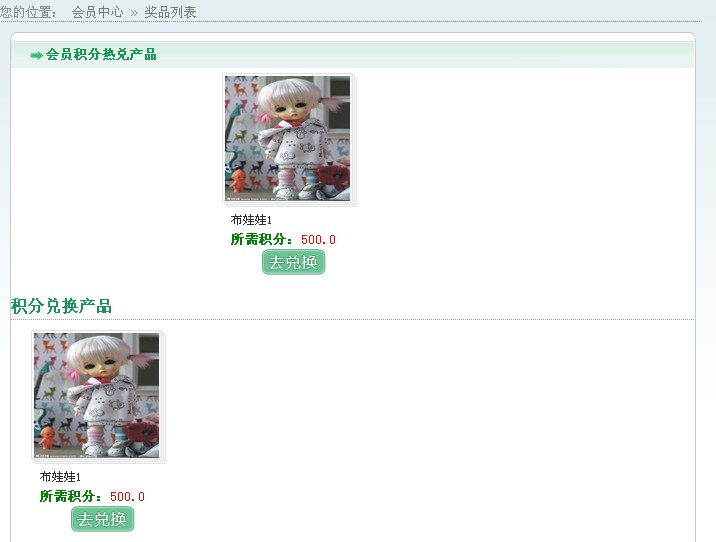 您的位置： 会员中心 » 奖品列表
会员积分热兑产品
布娃娃1
所需积分：500.0
去兑换
积分兑换产品
布娃娃1
所需积分：500.0
去兑换